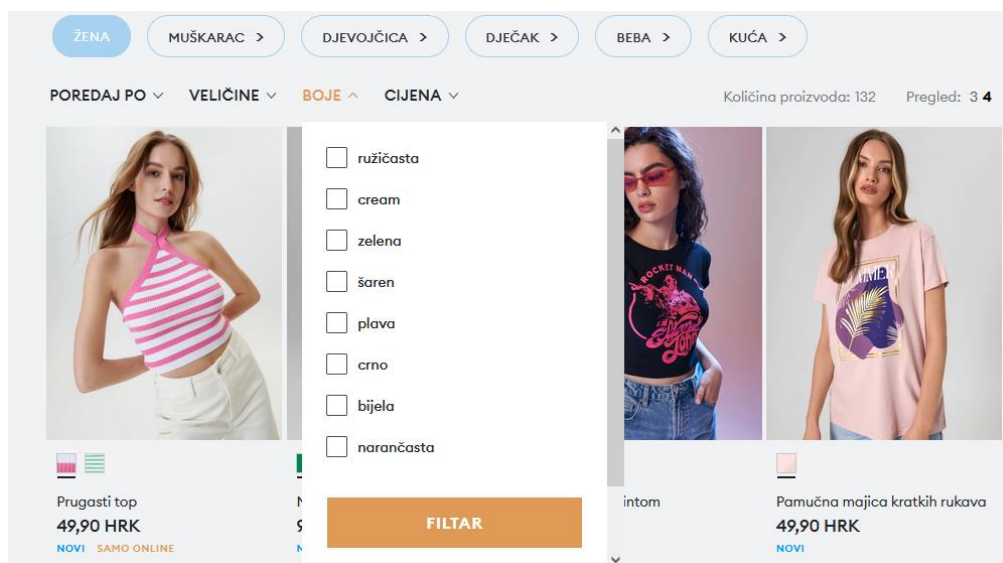 ŽENA
MUŠKARAC >
DJEVOJČICA >
DJEČAK >
BEBA >
KUĆA >
POREDAJ PO
VELIČINE
BOJE
CIJENA
Količina proizvoda: 132
Pregled: 3 4
ružičasta
cream
zelena
šaren
plava
crno
bijela
narančasta
FILTAR
ROCKET MAN
Prugasti top
49,90 HRK
NOVI SAMO ONLINE
intom
Pamučna majica kratkih rukava
49,90 HRK
NOVI